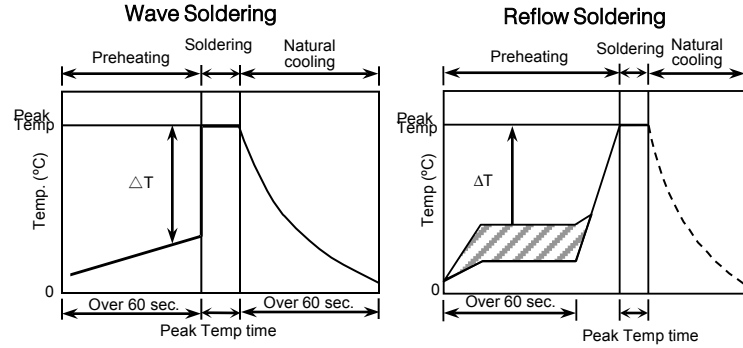 Wave Soldering
Preheating
Soldering
Natural
cooling
Peak
Temp
△T
Temp. (ºC)
0
Over 60 sec.
Over 60 sec.
Peak Temp time
Reflow Soldering
Preheating
Soldering
Natural
cooling
Peak
Temp
ΔT
Temp (ºC)
0
Over 60 sec.
Peak Temp time